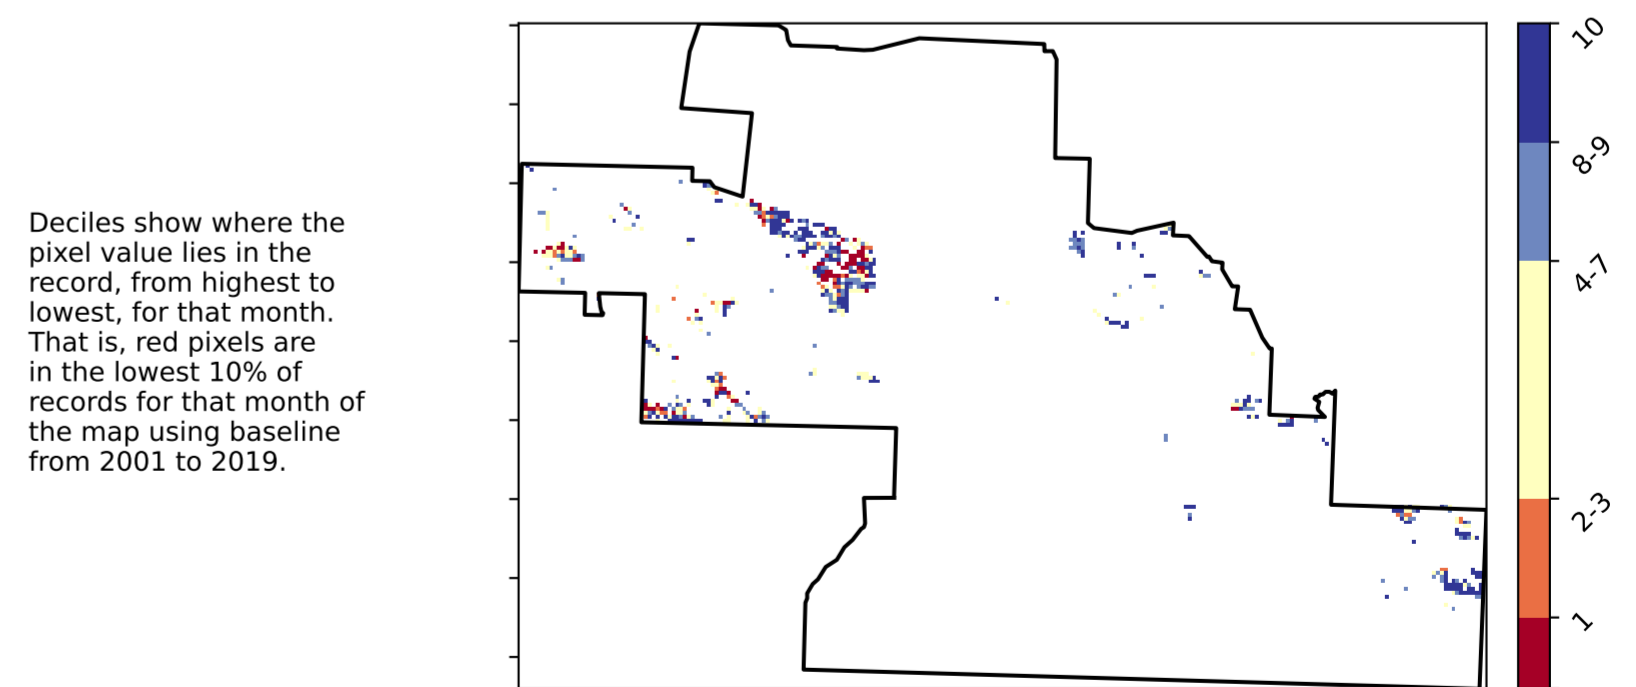 Deciles show where the
pixel value lies in the
record, from highest to
lowest, for that month.
That is, red pixels are
in the lowest 10% of
records for that month of
the map using baseline
from 2001 to 2019.
10
8-9
4-7
2-3
1